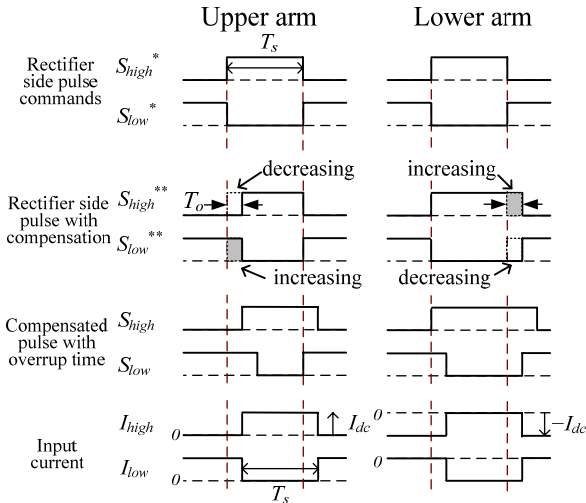 Upper arm Lower arm
Rectifier
side pulse
commands
S_high*
T_s
S_low*
decreasing
increasing
Rectifier side
pulse with
compensation
S_high**
T_o
S_low**
increasing
decreasing
Compensated
pulse with
overrup time
S_high
S_low
Input
current
I_high
0
I_dc
0
−I_dc
I_low
0
T_s
0